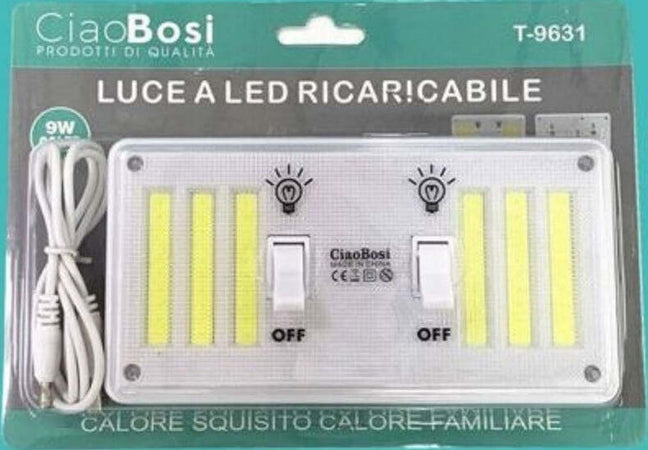 CiaoBosi
PRODOTTI DI QUALITÀ
T-9631
LUCE A LED RICAR!CABILE
9W
CiaoBosi
MADE IN CHINA
CE
OFF
OFF
CALORE SQUISITO CALORE FAMILIARE